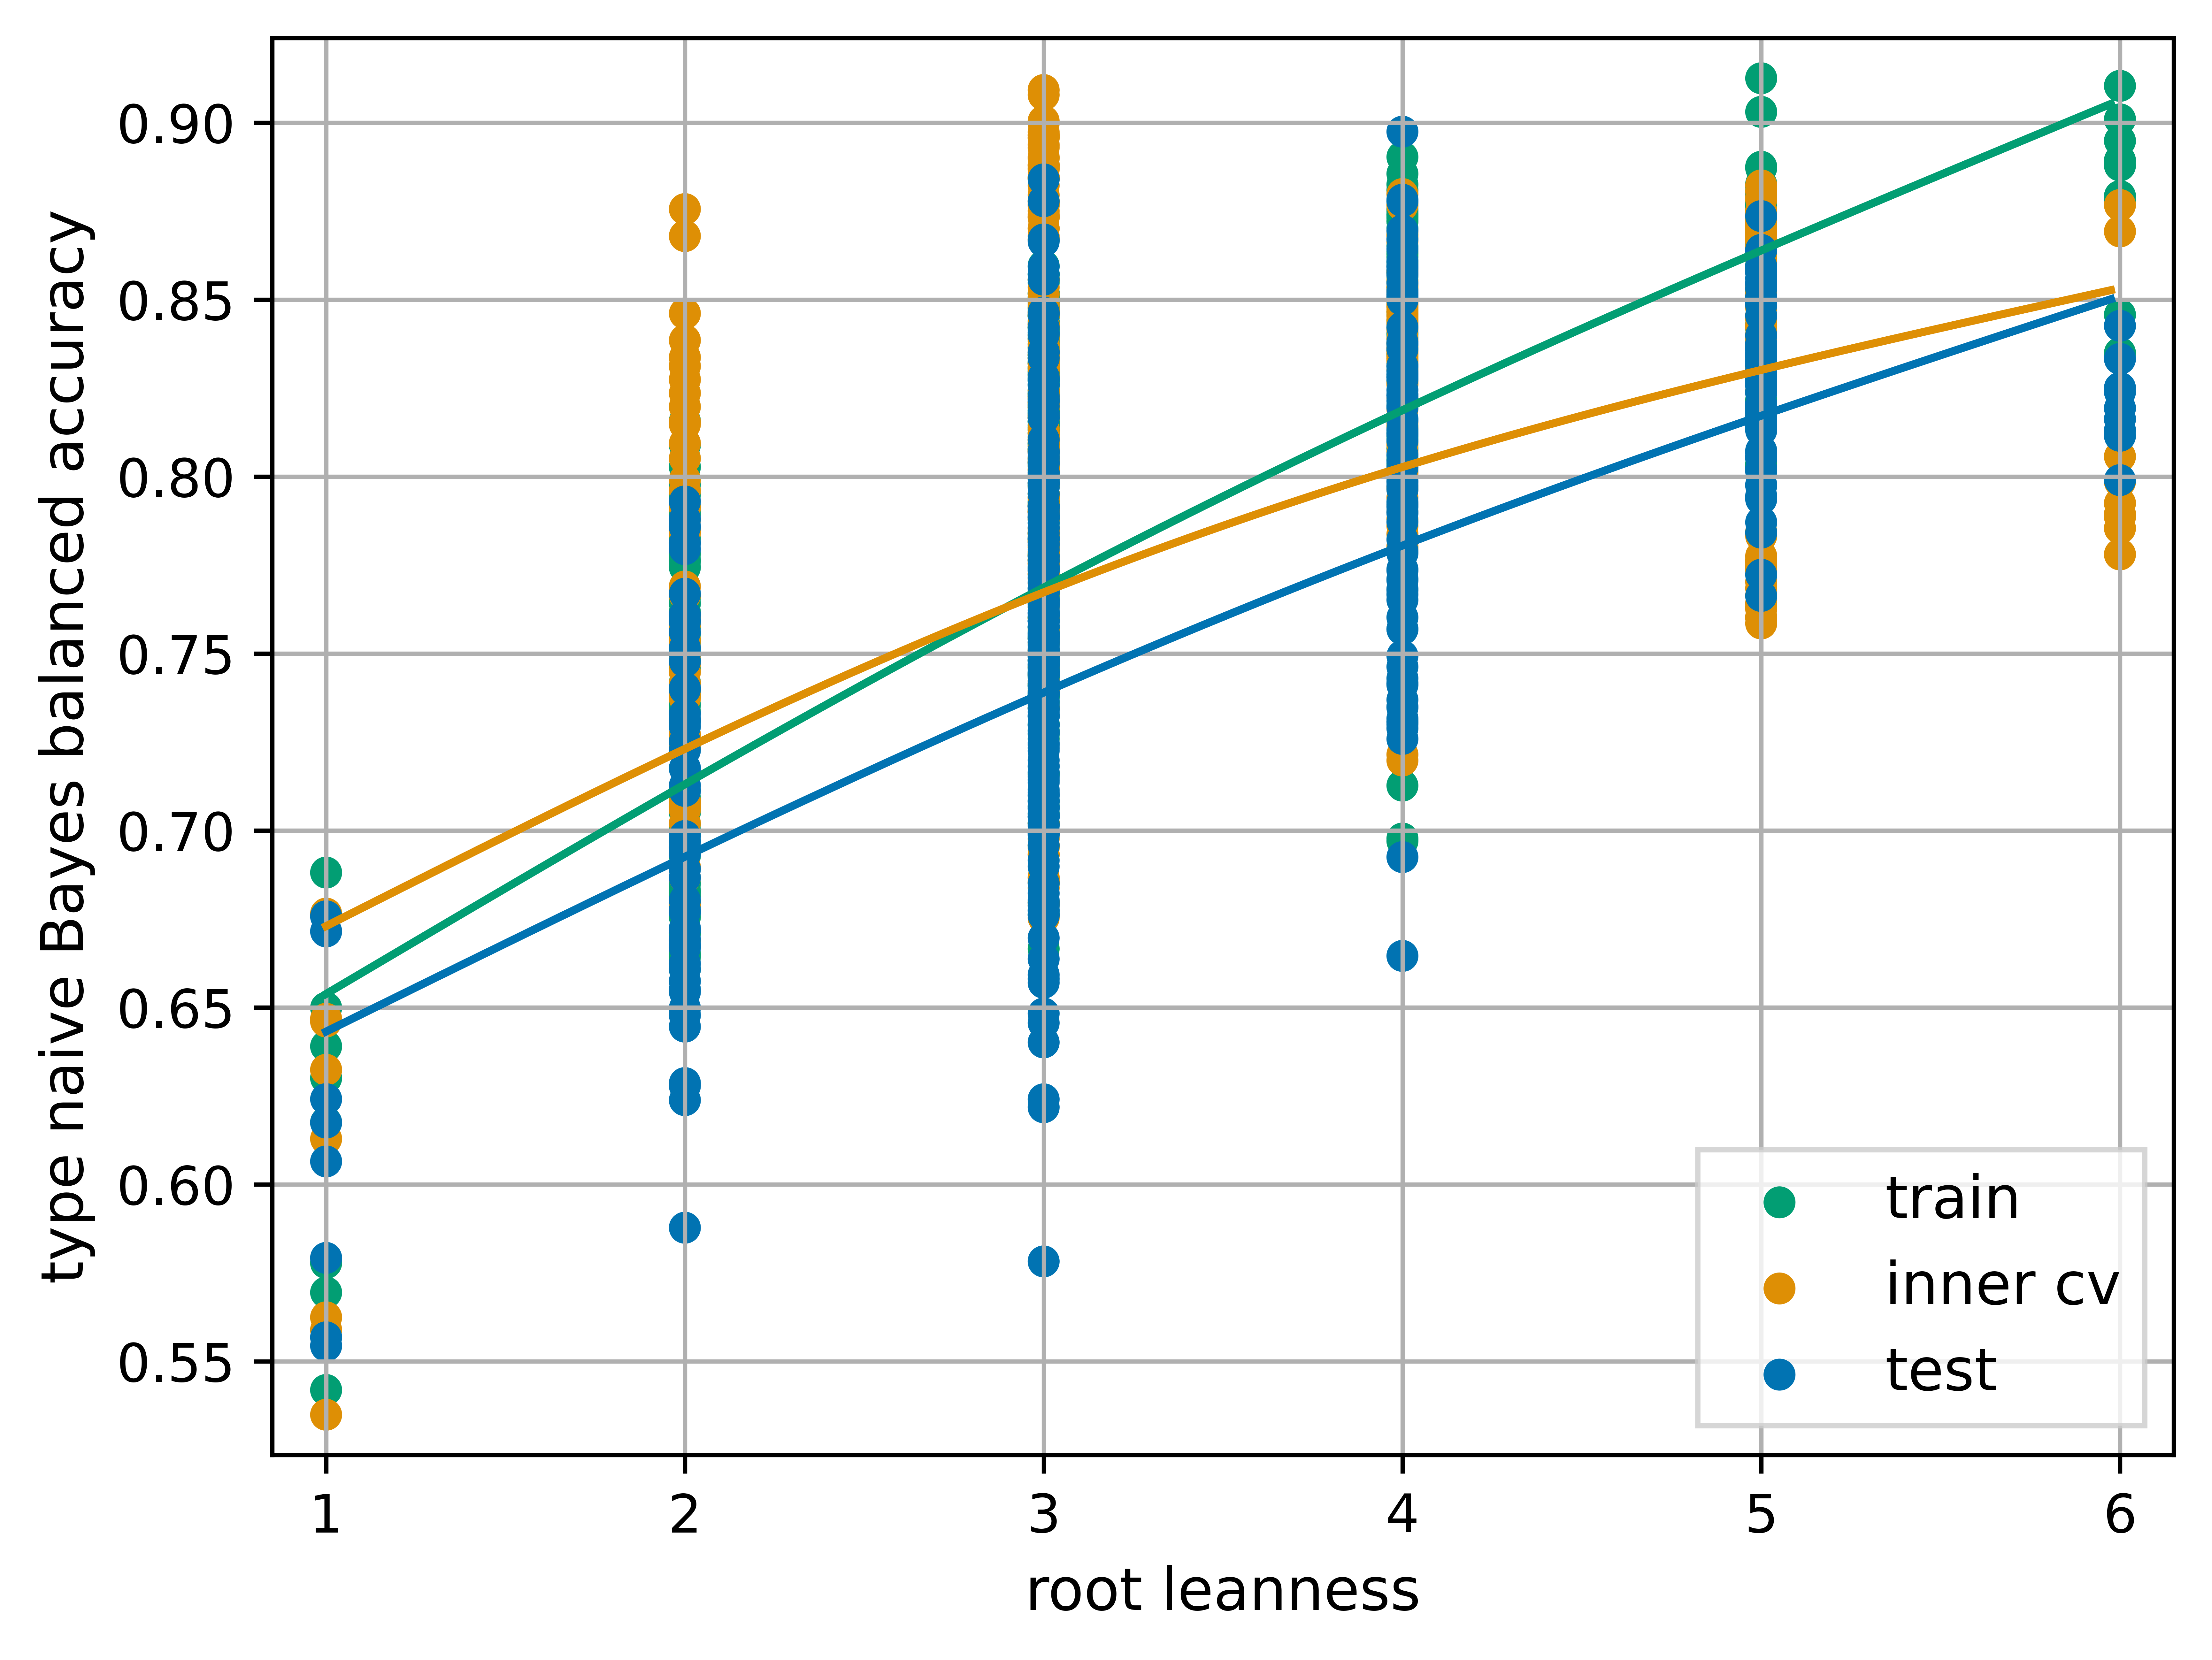 type naive Bayes balanced accuracy
0.90
0.85
0.80
0.75
0.70
0.65
0.60
0.55
1 2 3 4 5 6
root leanness
train
inner cv
test